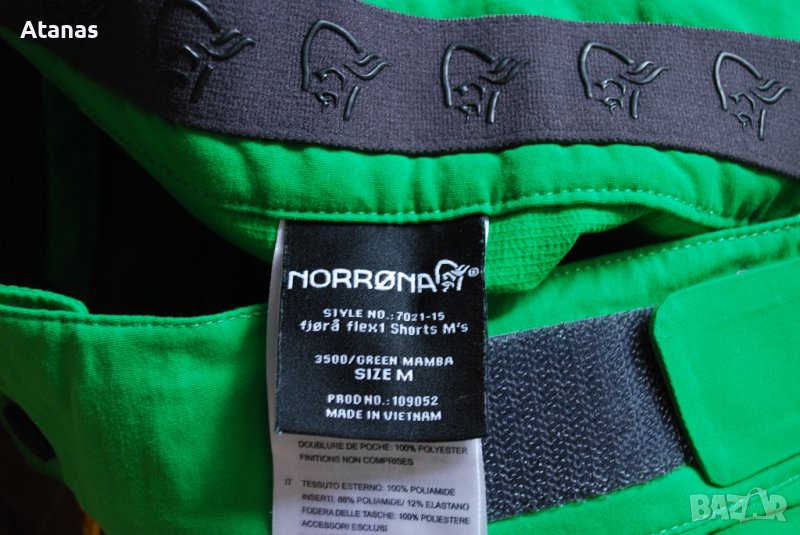 Atanas
NORRØNA ®
STYLE NO.: 7021-15
fjørå flex1 Shorts M's
3500/GREEN MAMBA
SIZE M
PROD NO.: 109052
MADE IN VIETNAM
DOUBLURE DE POCHE: 100% POLYESTER
FINITIONS NON COMPRISES
IT TESSUTO ESTERNO: 100% POLIAMIDE
INSERTI: 88% POLIAMIDE/ 12% ELASTANO
FODERA DELLE TASCHE: 100% POLIESTERE
ACCESSORI ESCLUSI
BAZAR